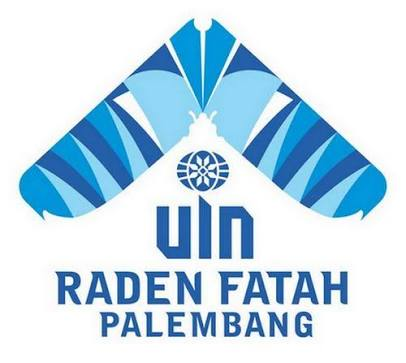 UIN
RADEN FATAH
PALEMBANG